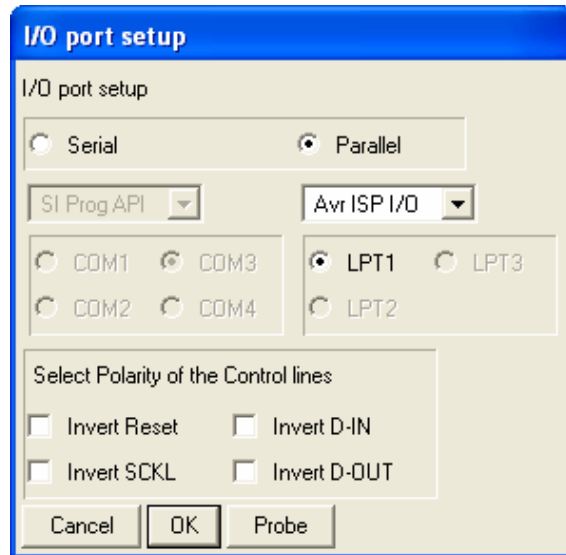 I/O port setup
I/O port setup
Serial Parallel
SI Prog API Avr ISP I/O
COM1 COM3 LPT1 LPT3
COM2 COM4 LPT2
Select Polarity of the Control lines
Invert Reset Invert D-IN
Invert SCKL Invert D-OUT
Cancel OK Probe